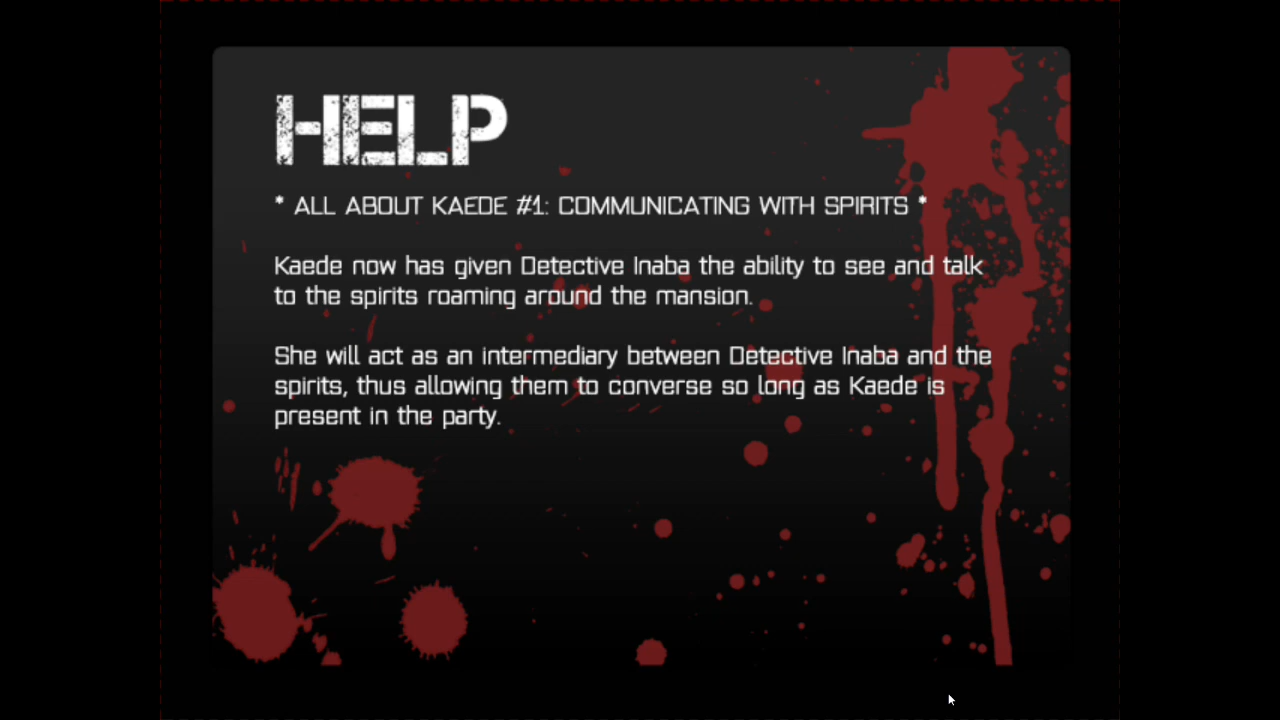 HELP
* ALL ABOUT KAEDE #1: COMMUNICATING WITH SPIRITS *
Kaede now has given Detective Inaba the ability to see and talk
to the spirits roaming around the mansion.
She will act as an intermediary between Detective Inaba and the
spirits, thus allowing them to converse so long as Kaede is
present in the party.